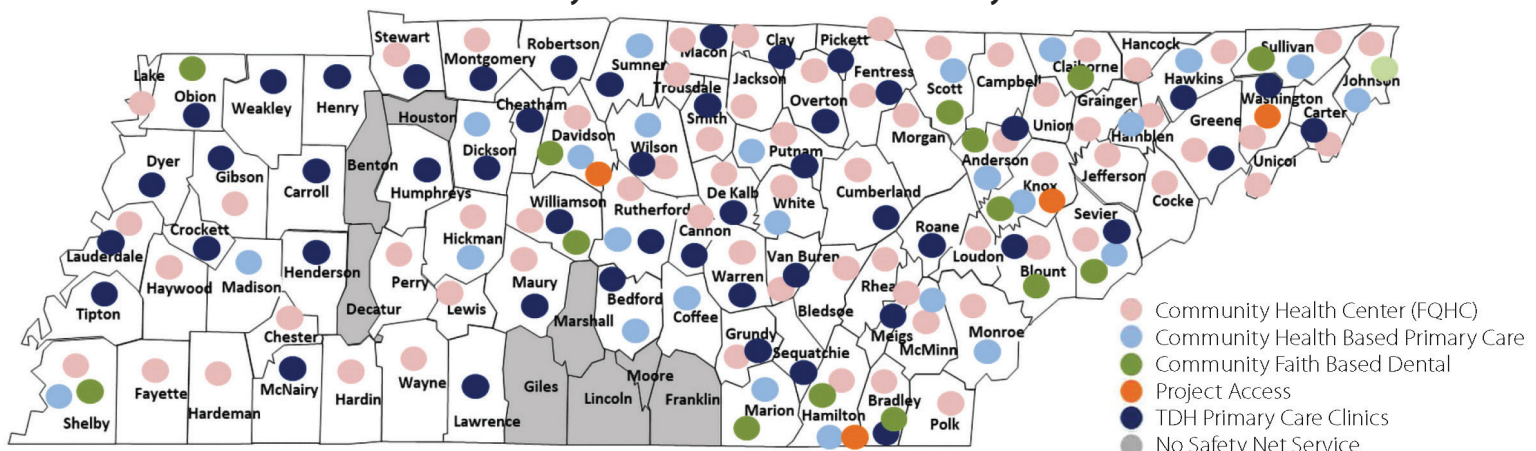 Stewart
Montgomery
Robertson
Sumner
Macon
Clay
Pickett
Hancock
Sullivan
Lake
Obion
Weakley
Henry
Houston
Cheatham
Davidson
Trousdale
Smith
Jackson
Overton
Fentress
Scott
Campbell
Claiborne
Hawkins
Johnson
Washington
Carter
Grainger
Greene
Hamblen
Union
Unicoi
Morgan
Anderson
Jefferson
Cocke
Dyer
Gibson
Carroll
Benton
Humphreys
Dickson
Wilson
Putnam
De Kalb
White
Cumberland
Knox
Sevier
Crockett
Lauderdale
Haywood
Madison
Henderson
Decatur
Perry
Hickman
Williamson
Rutherford
Cannon
Warren
Van Buren
Roane
Loudon
Blount
Tipton
Chester
Lewis
Maury
Marshall
Bedford
Coffee
Grundy
Sequatchie
Bledsoe
Rhea
Meigs
McMinn
Monroe
Shelby
Fayette
Hardeman
McNairy
Hardin
Wayne
Lawrence
Giles
Lincoln
Moore
Franklin
Marion
Hamilton
Bradley
Polk
Community Health Center (FQHC)
Community Health Based Primary Care
Community Faith Based Dental
Project Access
TDH Primary Care Clinics
No Safety Net Service